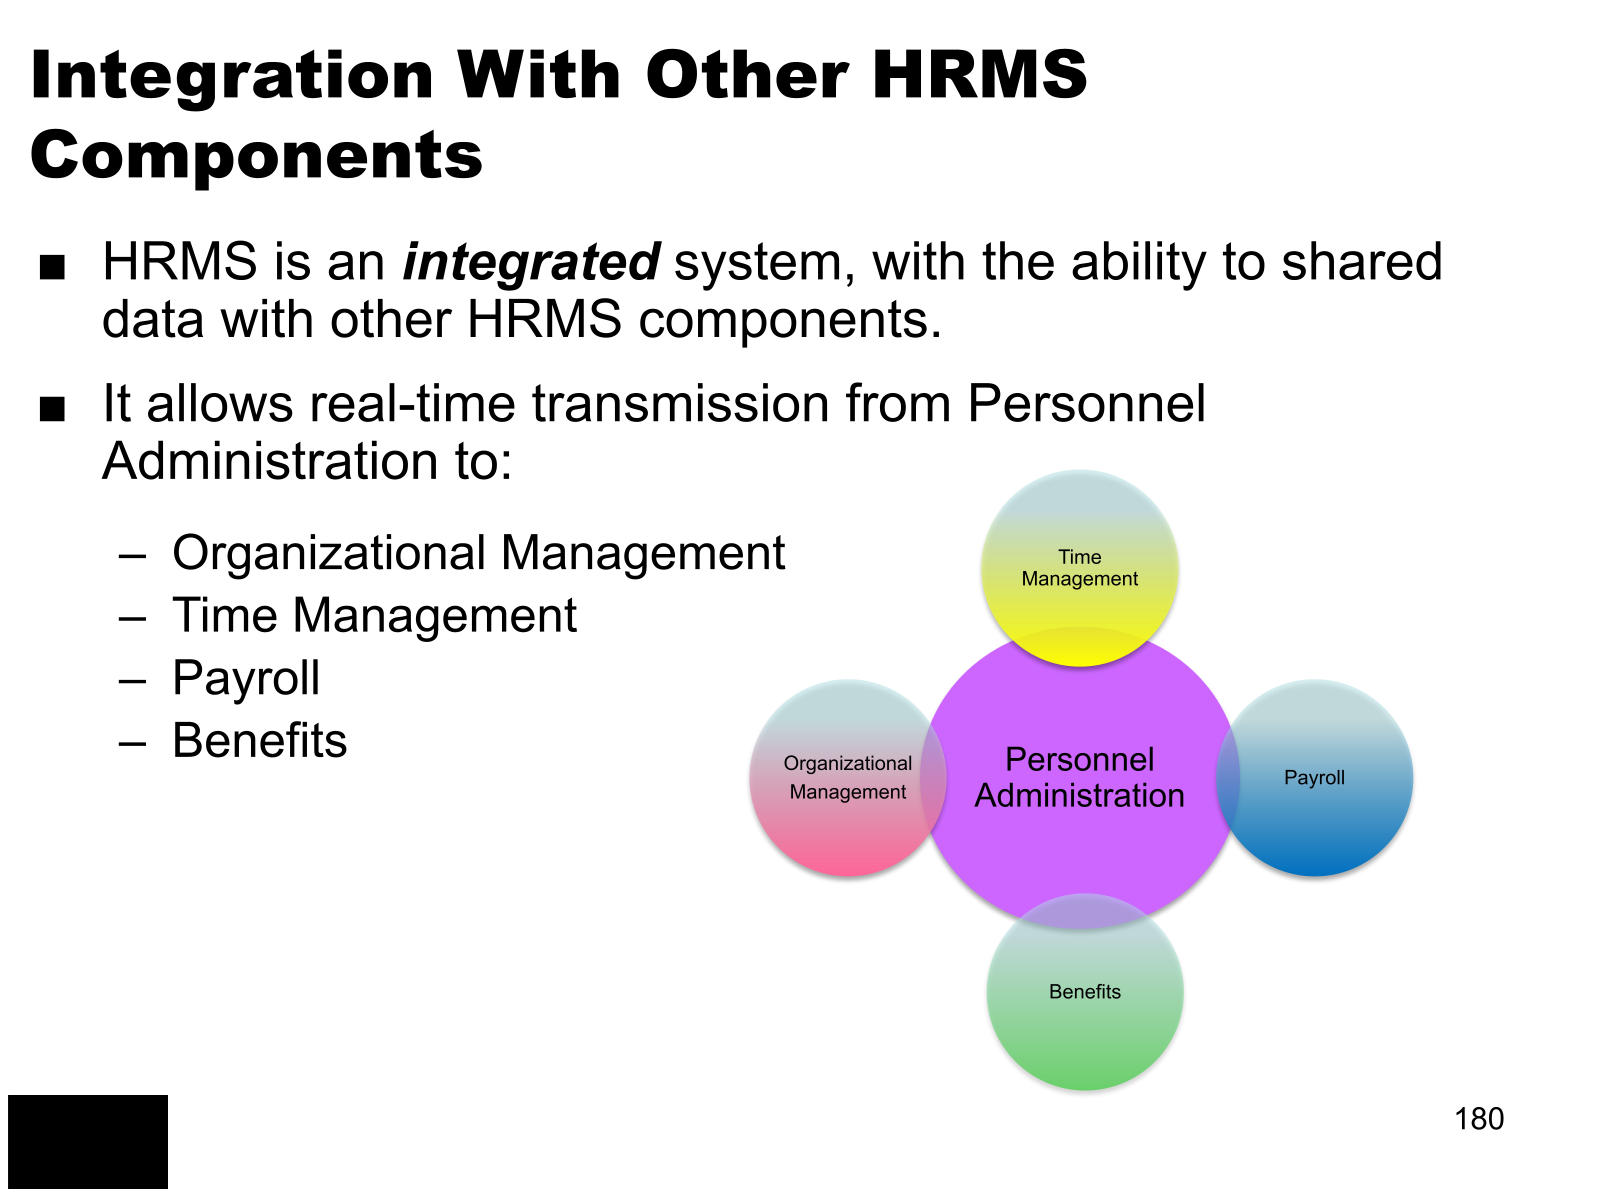 Integration With Other HRMS
Components
■ HRMS is an integrated system, with the ability to shared
data with other HRMS components.
■ It allows real-time transmission from Personnel
Administration to:
– Organizational Management
– Time Management
– Payroll
– Benefits
Time
Management
Organizational
Management
Personnel
Administration
Payroll
Benefits
180